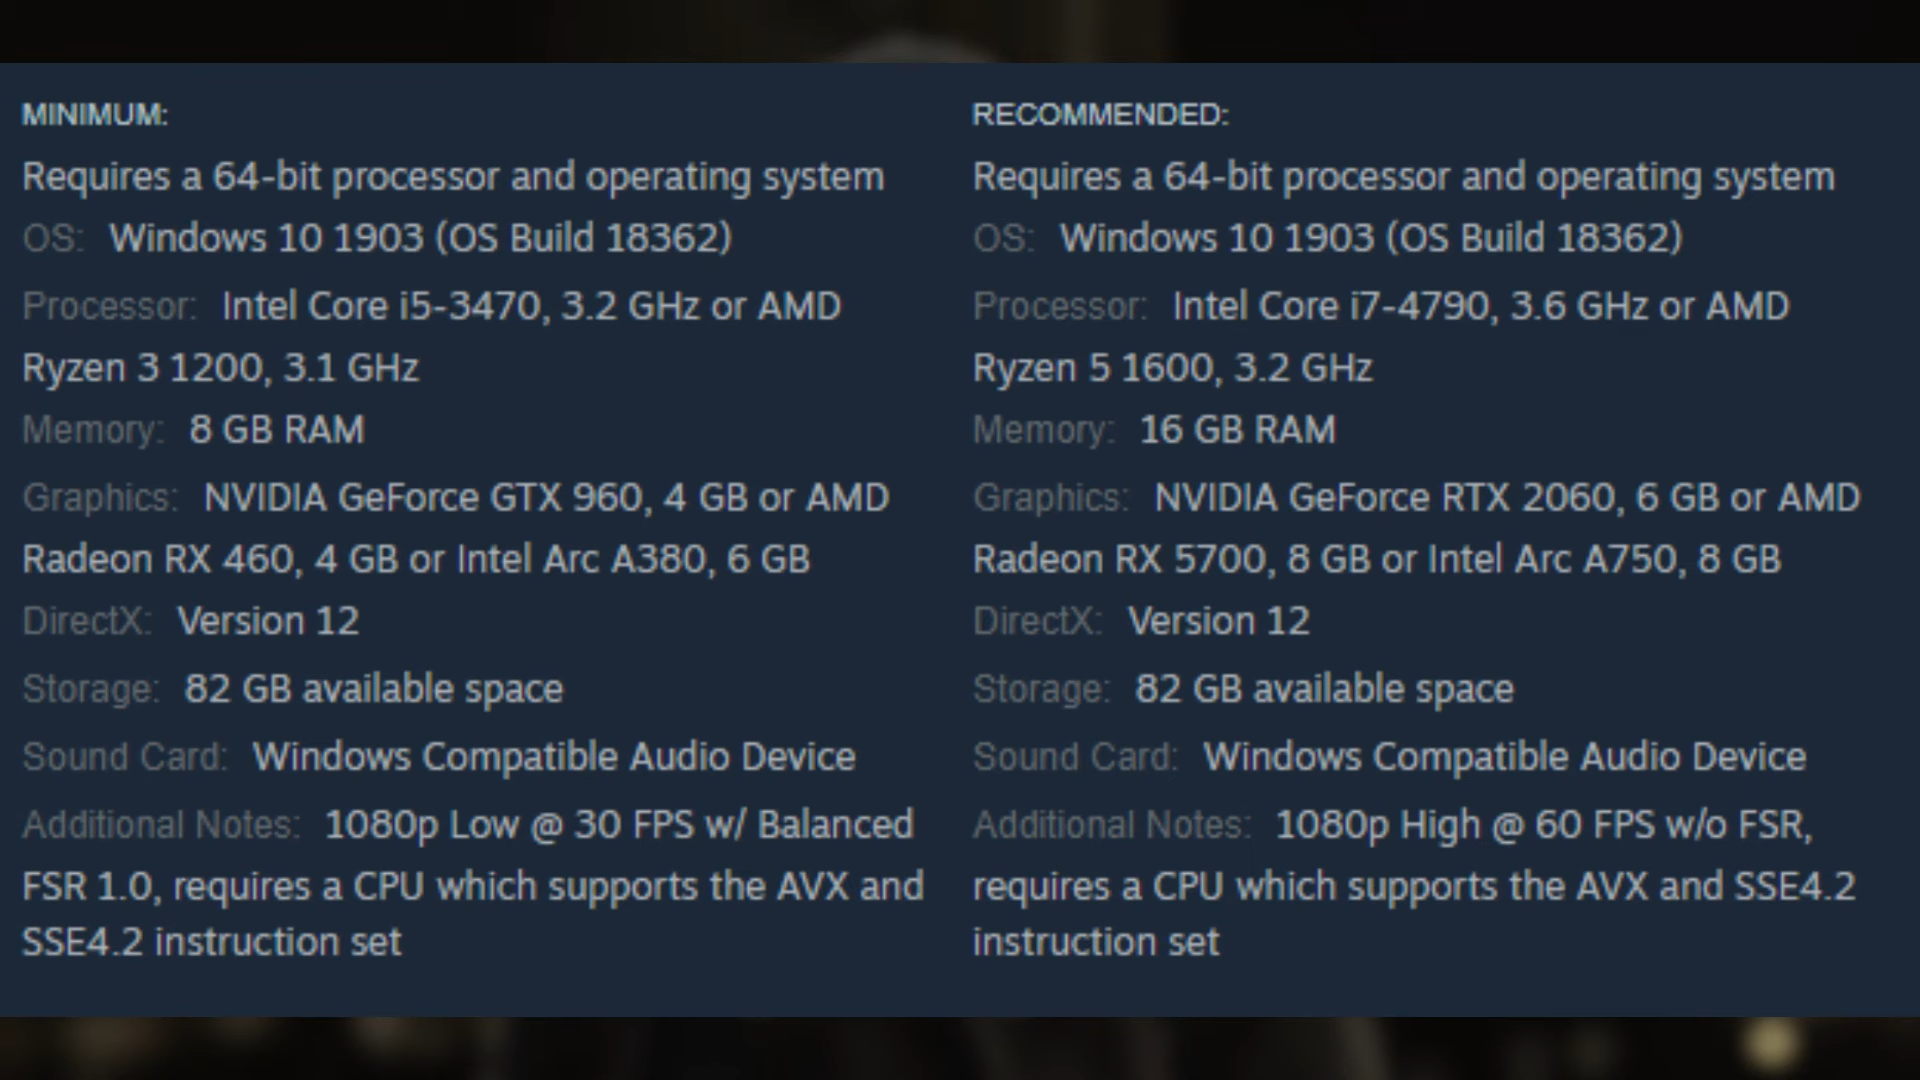 MINIMUM:
Requires a 64-bit processor and operating system
OS: Windows 10 1903 (OS Build 18362)
Processor: Intel Core i5-3470, 3.2 GHz or AMD
Ryzen 3 1200, 3.1 GHz
Memory: 8 GB RAM
Graphics: NVIDIA GeForce GTX 960, 4 GB or AMD
Radeon RX 460, 4 GB or Intel Arc A380, 6 GB
DirectX: Version 12
Storage: 82 GB available space
Sound Card: Windows Compatible Audio Device
Additional Notes: 1080p Low @ 30 FPS w/ Balanced
FSR 1.0, requires a CPU which supports the AVX and
SSE4.2 instruction set
RECOMMENDED:
Requires a 64-bit processor and operating system
OS: Windows 10 1903 (OS Build 18362)
Processor: Intel Core i7-4790, 3.6 GHz or AMD
Ryzen 5 1600, 3.2 GHz
Memory: 16 GB RAM
Graphics: NVIDIA GeForce RTX 2060, 6 GB or AMD
Radeon RX 5700, 8 GB or Intel Arc A750, 8 GB
DirectX: Version 12
Storage: 82 GB available space
Sound Card: Windows Compatible Audio Device
Additional Notes: 1080p High @ 60 FPS w/o FSR,
requires a CPU which supports the AVX and SSE4.2
instruction set